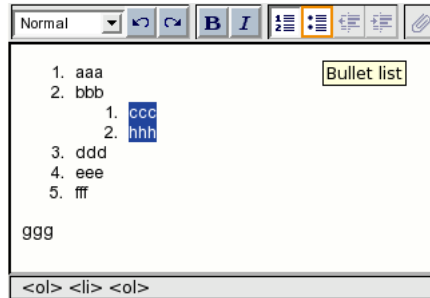 Normal B I
1. aaa Bullet list
2. bbb
1. ccc
2. hhh
3. ddd
4. eee
5. fff
ggg
<ol> <li> <ol>